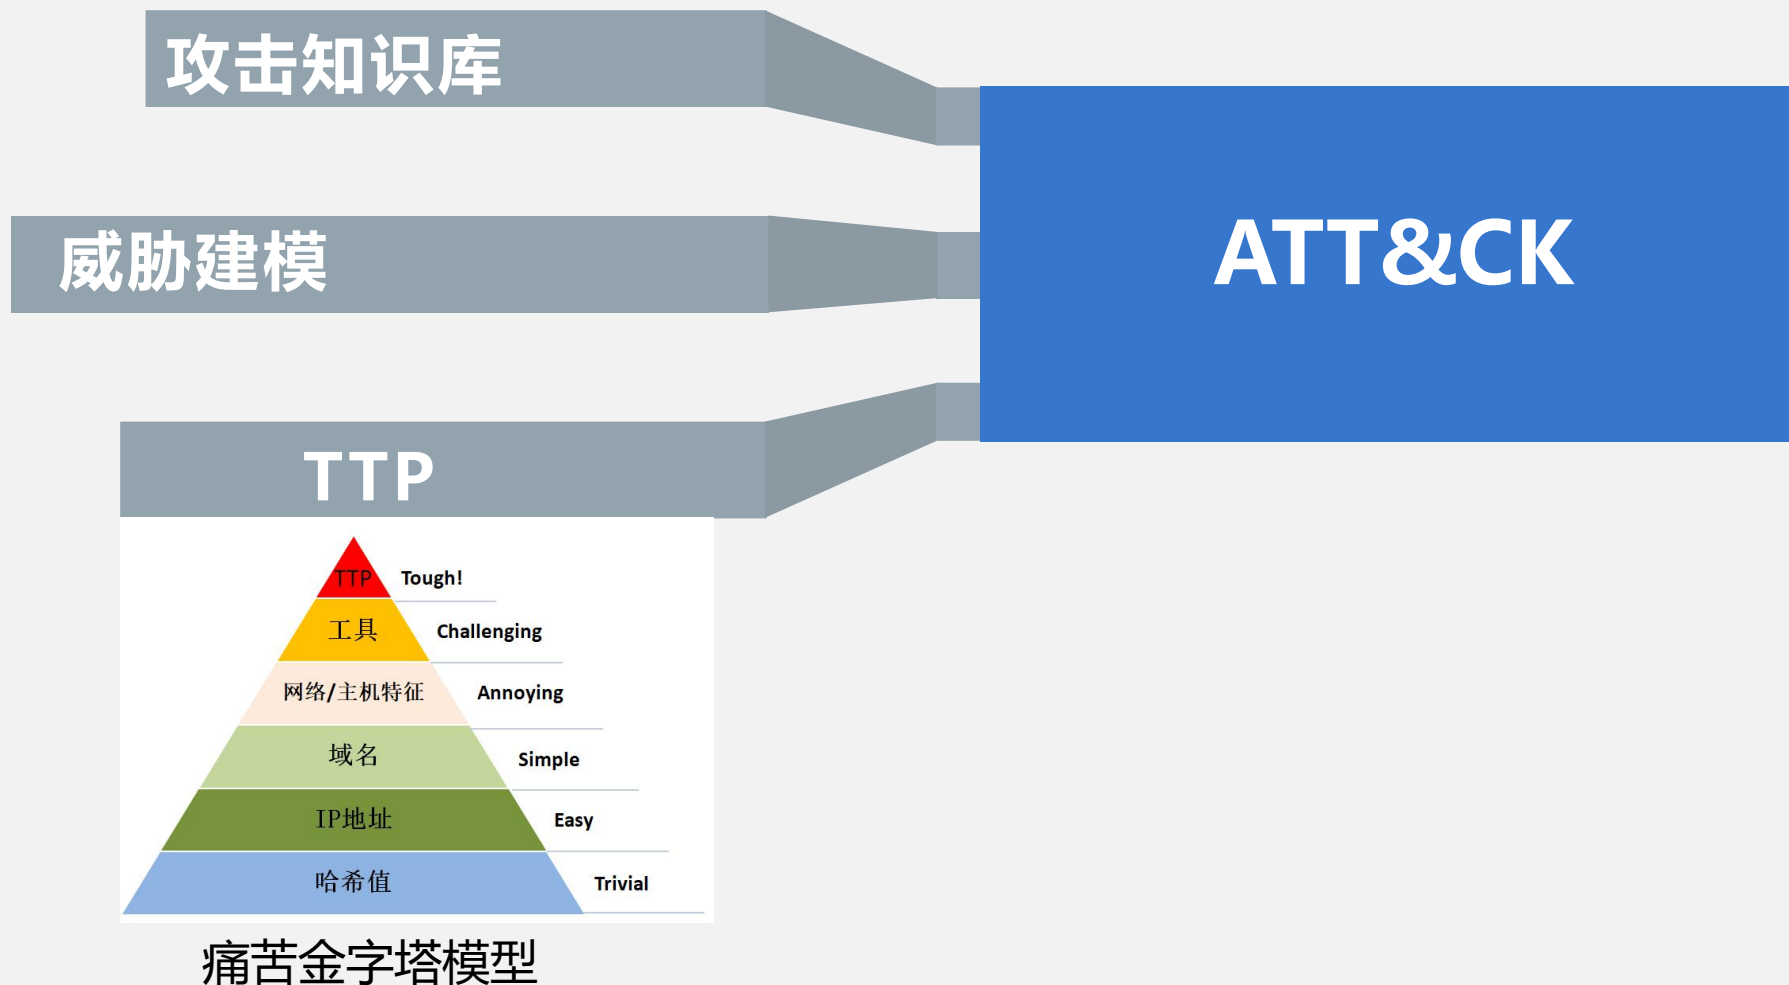 攻击知识库
威胁建模
ATT&CK
TTP
TTP Tough!
工具 Challenging
网络/主机特征 Annoying
域名 Simple
IP地址 Easy
哈希值 Trivial
痛苦金字塔模型